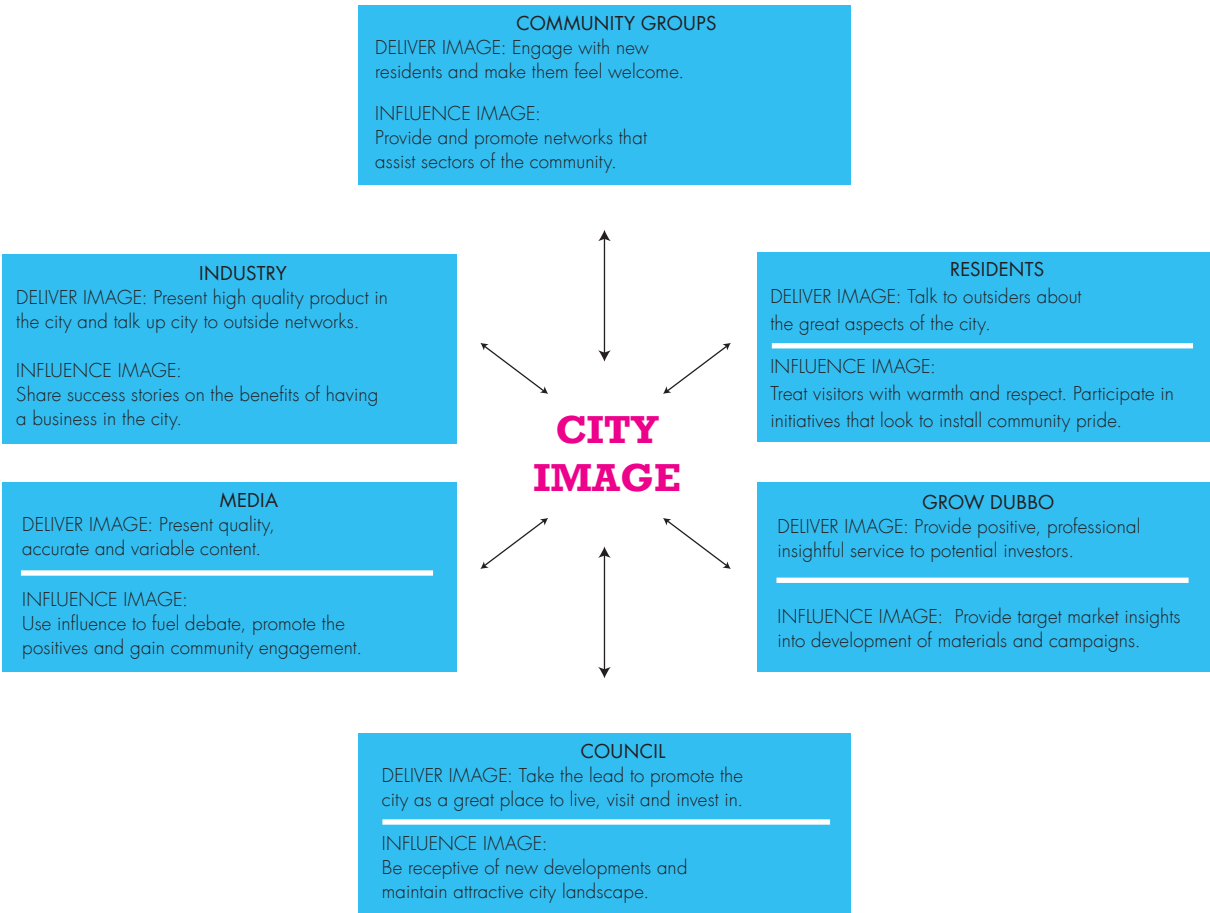 COMMUNITY GROUPS
DELIVER IMAGE: Engage with new
residents and make them feel welcome.
INFLUENCE IMAGE:
Provide and promote networks that
assist sectors of the community.
INDUSTRY
DELIVER IMAGE: Present high quality product in
the city and talk up city to outside networks.
INFLUENCE IMAGE:
Share success stories on the benefits of having
a business in the city.
RESIDENTS
DELIVER IMAGE: Talk to outsiders about
the great aspects of the city.
INFLUENCE IMAGE:
Treat visitors with warmth and respect. Participate in
initiatives that look to install community pride.
CITY
IMAGE
MEDIA
DELIVER IMAGE: Present quality,
accurate and variable content.
INFLUENCE IMAGE:
Use influence to fuel debate, promote the
positives and gain community engagement.
GROW DUBBO
DELIVER IMAGE: Provide positive, professional
insightful service to potential investors.
INFLUENCE IMAGE: Provide target market insights
into development of materials and campaigns.
COUNCIL
DELIVER IMAGE: Take the lead to promote the
city as a great place to live, visit and invest in.
INFLUENCE IMAGE:
Be receptive of new developments and
maintain attractive city landscape.